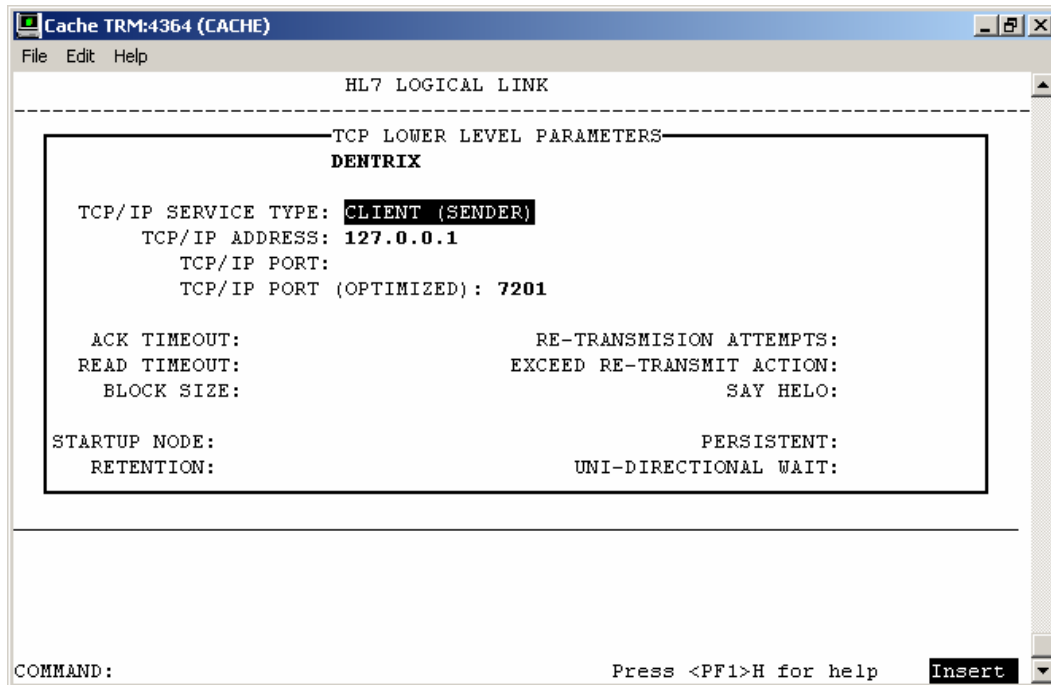 Cache TRM:4364 (CACHE)
File Edit Help
HL7 LOGICAL LINK
TCP LOWER LEVEL PARAMETERS
DENTRIX
TCP/IP SERVICE TYPE: CLIENT (SENDER)
TCP/IP ADDRESS: 127.0.0.1
TCP/IP PORT:
TCP/IP PORT (OPTIMIZED): 7201
ACK TIMEOUT: RE-TRANSMISION ATTEMPTS:
READ TIMEOUT: EXCEED RE-TRANSMIT ACTION:
BLOCK SIZE: SAY HELO:
STARTUP NODE: PERSISTENT:
RETENTION: UNI-DIRECTIONAL WAIT:
COMMAND: Press <PF1>H for help Insert